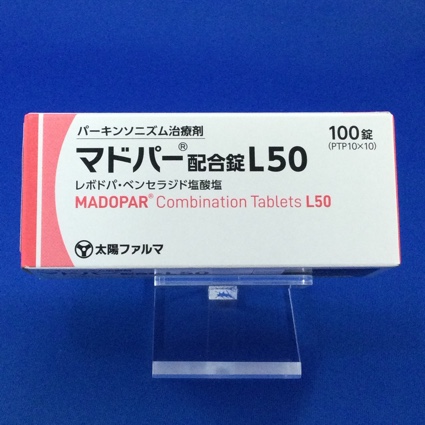 パーキンソニズム治療剤
100錠
(PTP10×10)
マドパー®配合錠L50
レボドパ・ベンセラジド塩酸塩
MADOPAR® Combination Tablets L50
太陽ファルマ